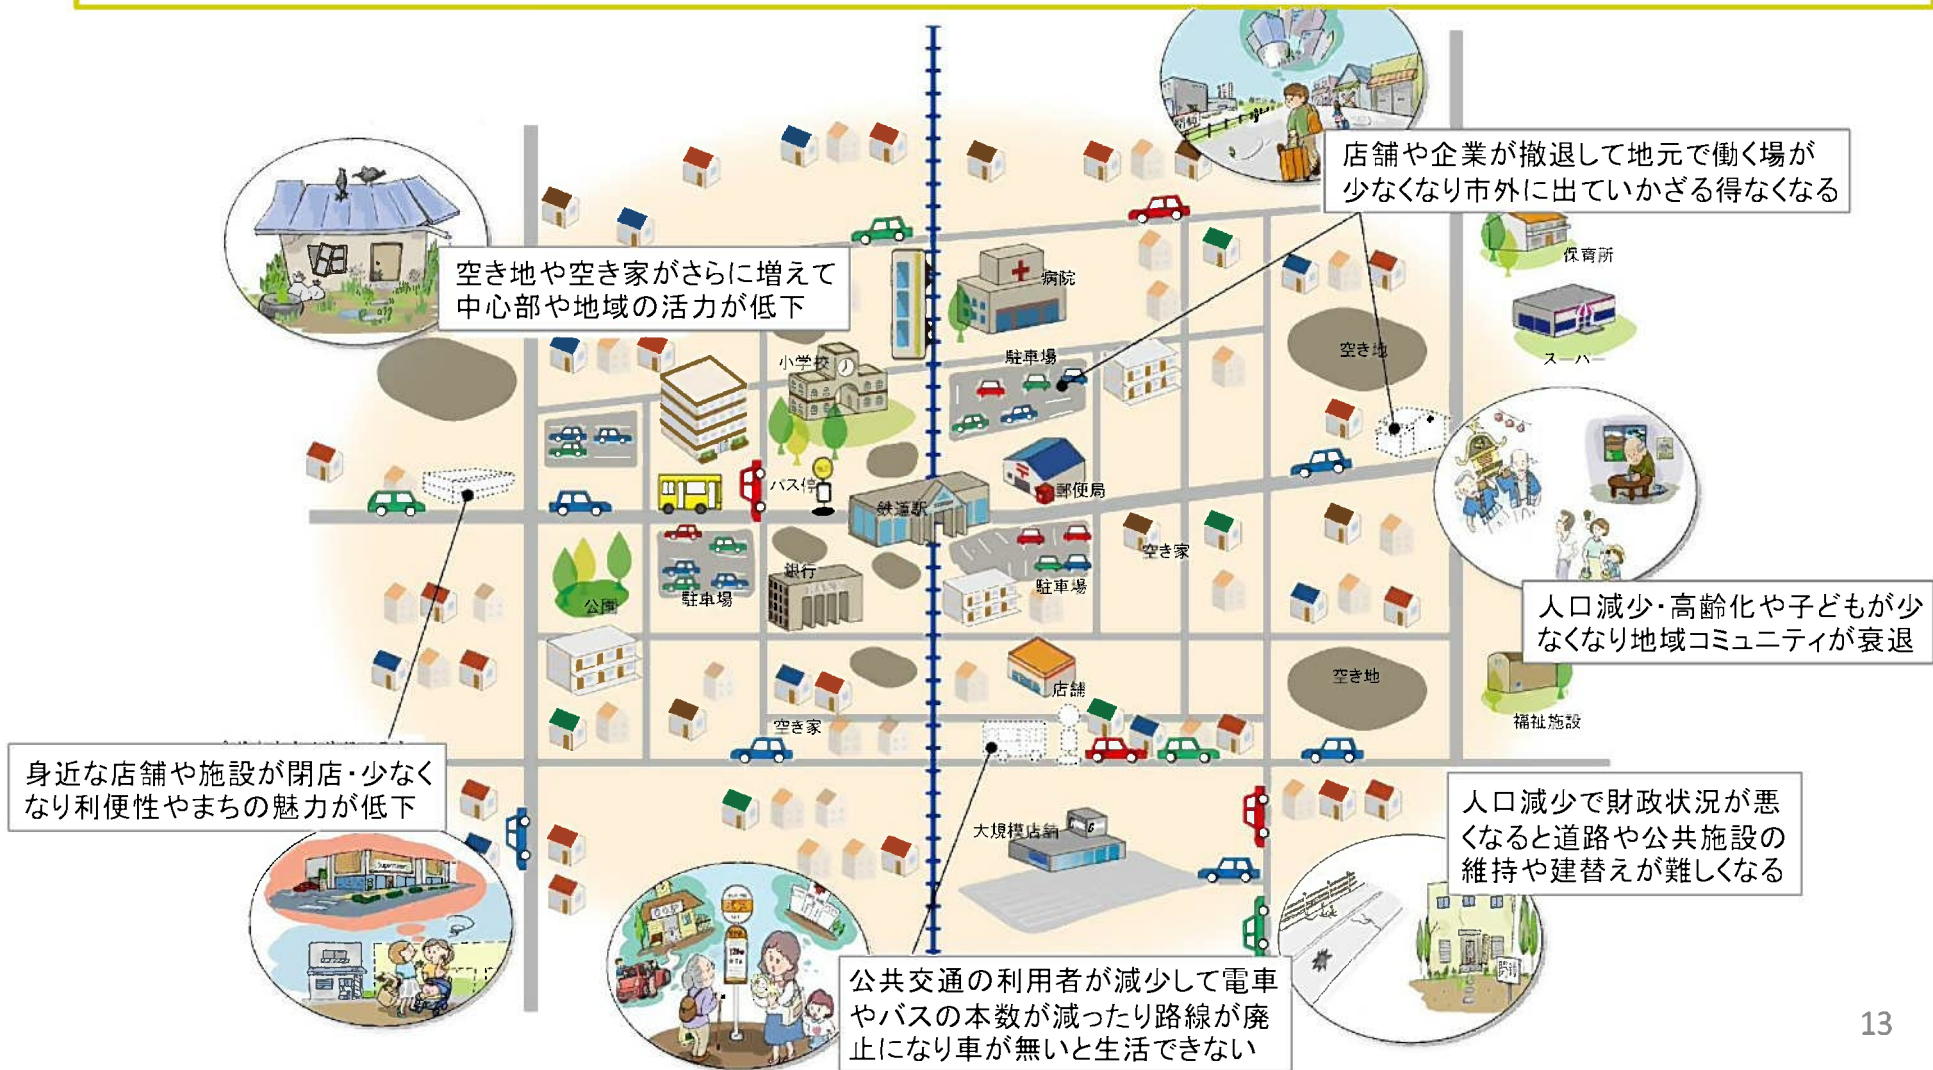 店舗や企業が撤退して地元で働く場が
少なくなり市外に出ていかざる得なくなる
保育所
空き地や空き家がさらに増えて
中心部や地域の活力が低下
病院
スーパー
小学校
駐車場
空き地
バス停
鉄道駅
郵便局
空き家
銀行
駐車場
公園
駐車場
人口減少・高齢化や子どもが少
なくなり地域コミュニティが衰退
店舗
空き地
福祉施設
空き家
身近な店舗や施設が閉店・少なく
なり利便性やまちの魅力が低下
大規模店舗
人口減少で財政状況が悪
くなると道路や公共施設の
維持や建替えが難しくなる
公共交通の利用者が減少して電車
やバスの本数が減ったり路線が廃
止になり車が無いと生活できない
13